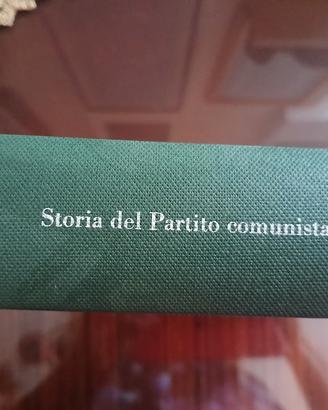 Storia del Partito comunista